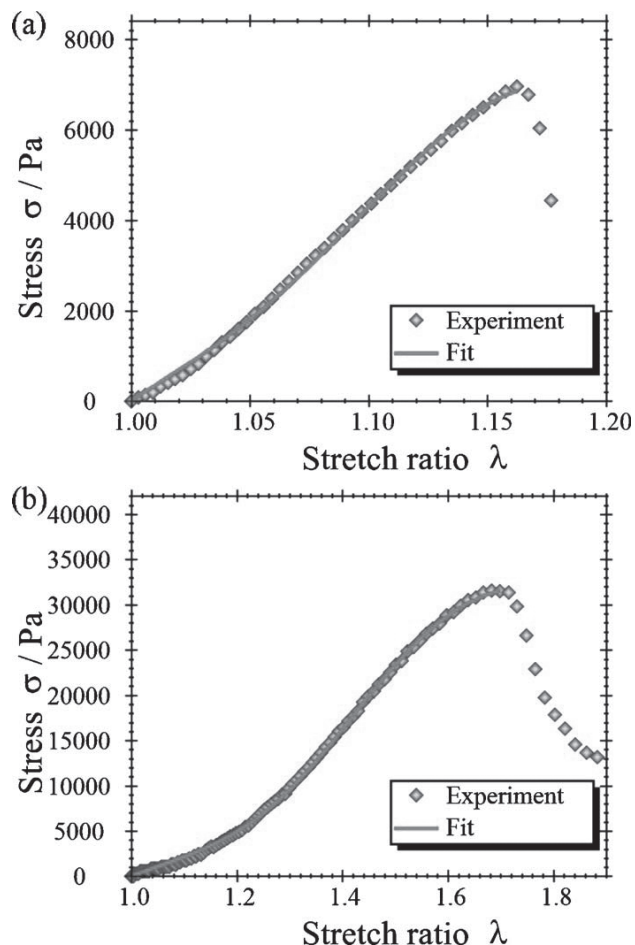 (a)
8000
6000
4000
2000
0
Stress σ / Pa
Experiment
Fit
1.00 1.05 1.10 1.15 1.20
Stretch ratio λ
(b)
40000
35000
30000
25000
20000
15000
10000
5000
0
Stress σ / Pa
Experiment
Fit
1.0 1.2 1.4 1.6 1.8
Stretch ratio λ